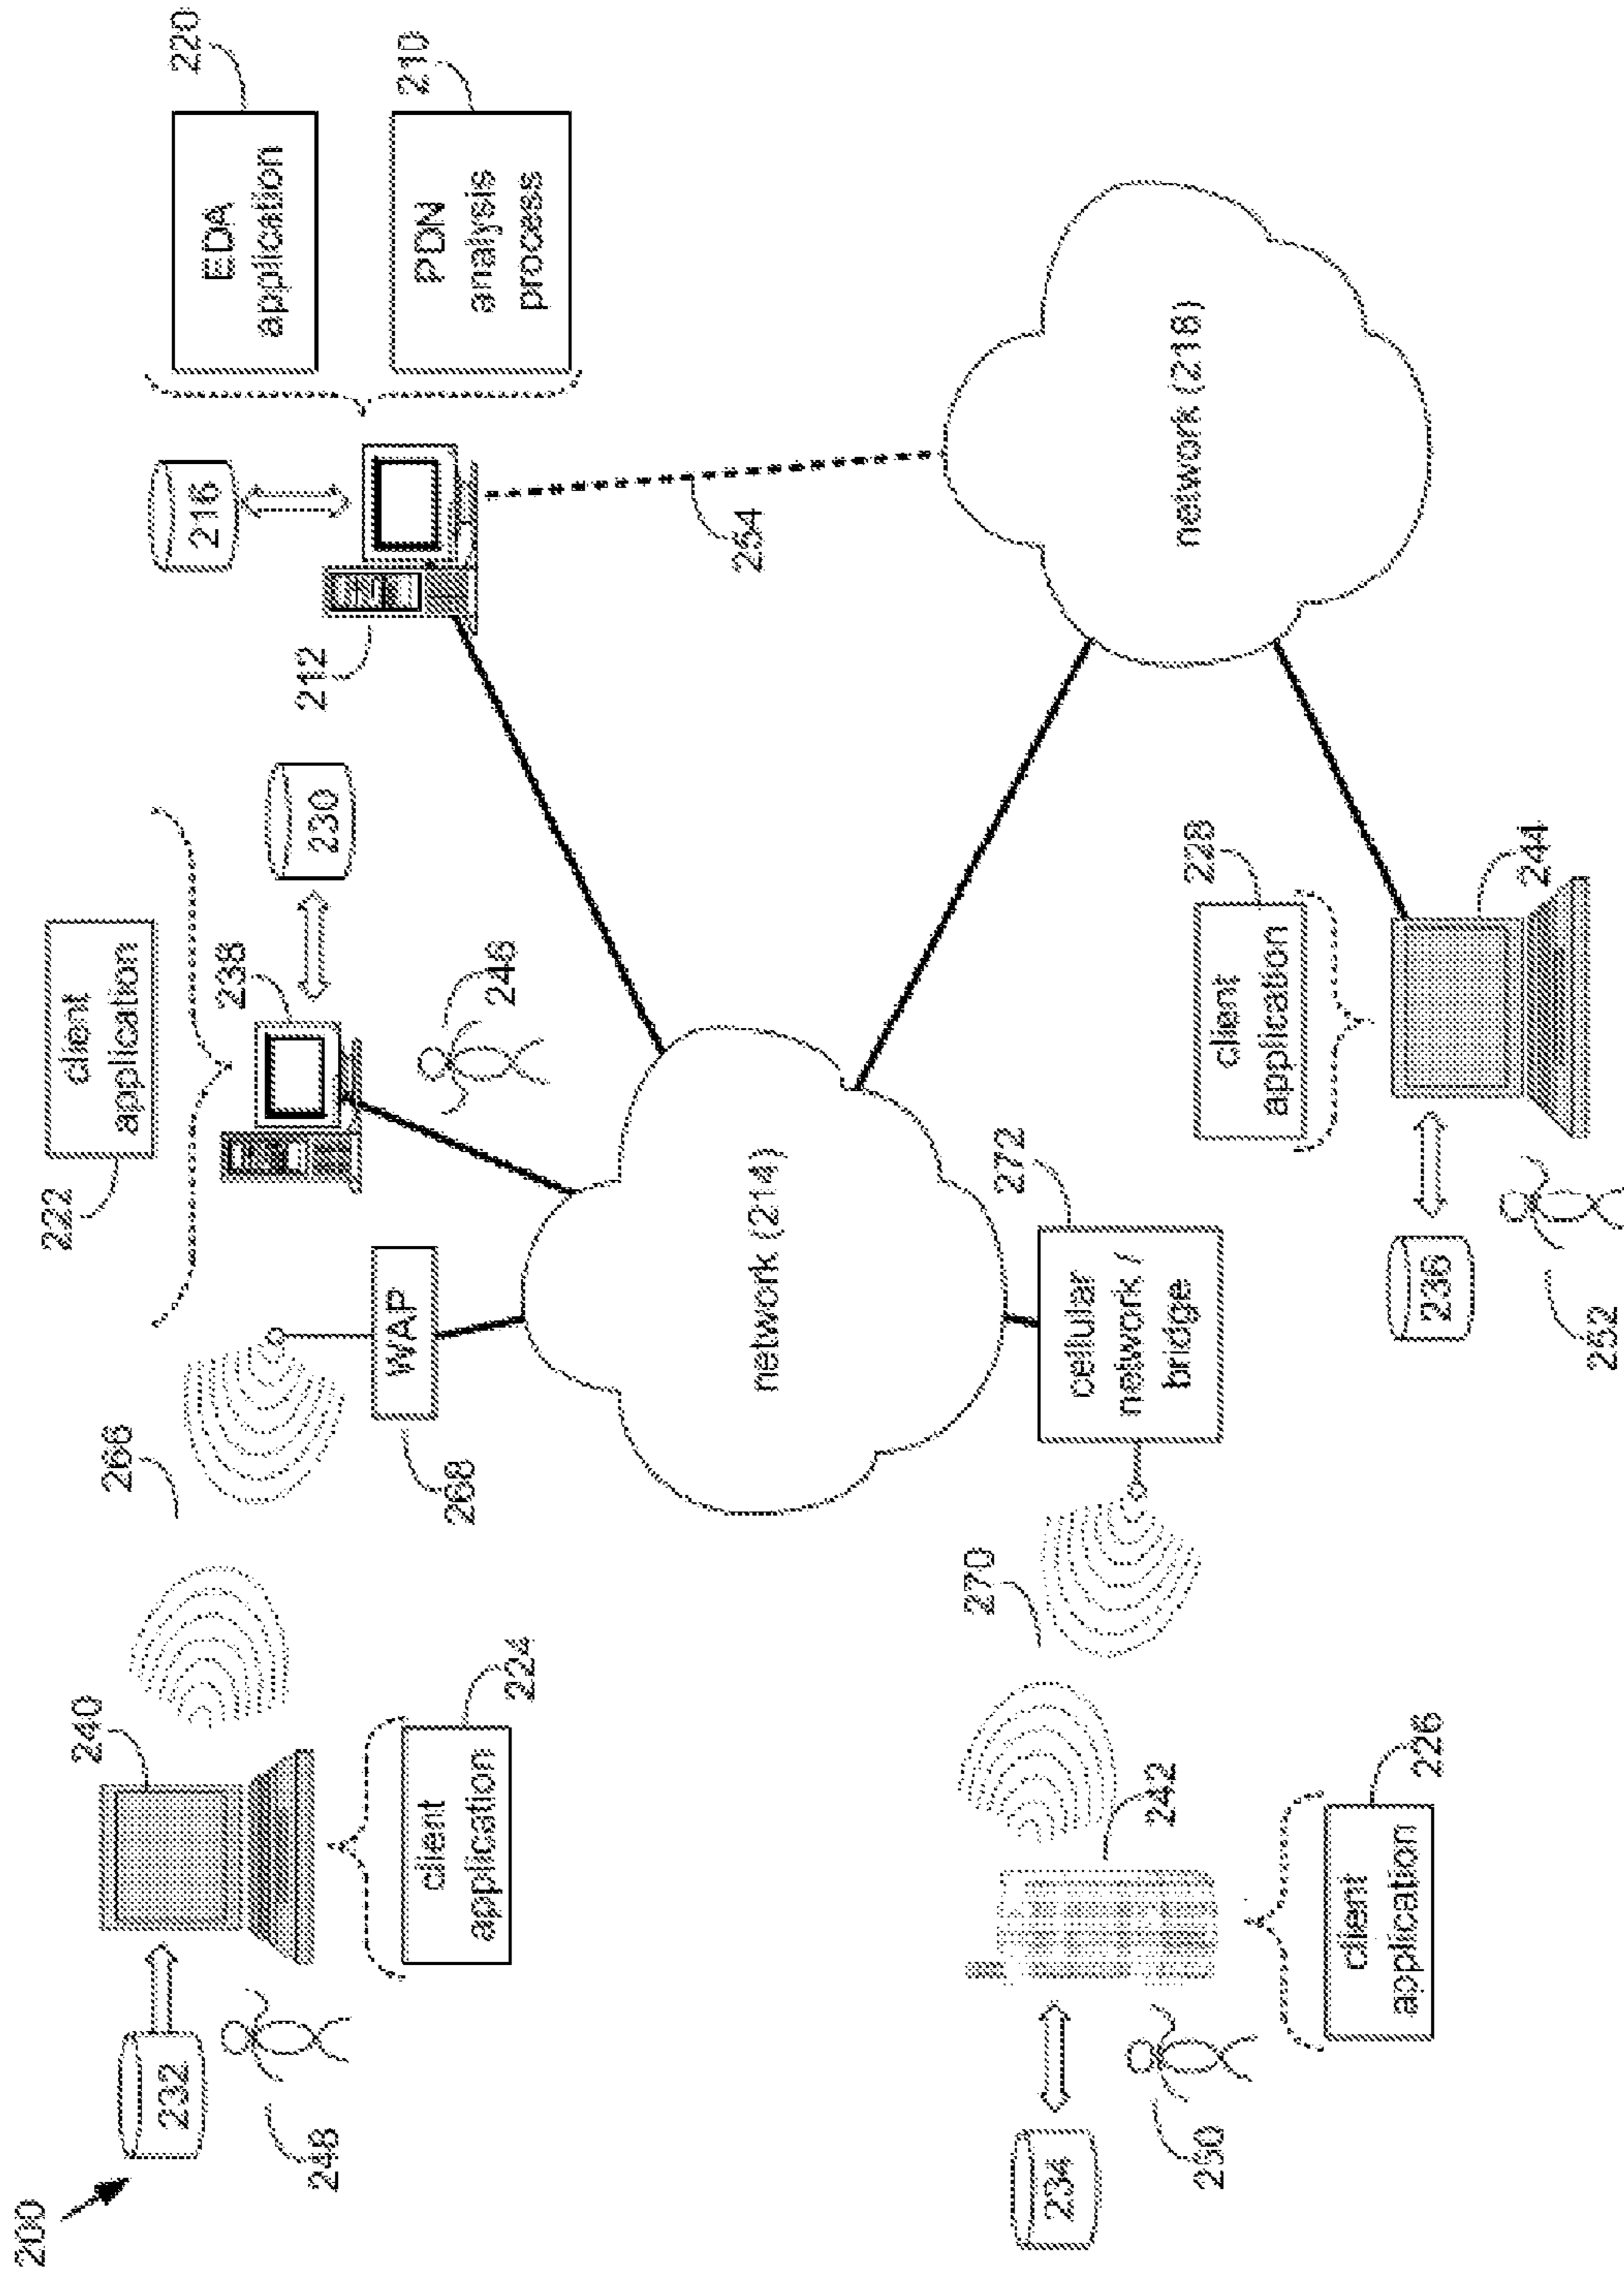 200
222
client
application
240
266
232
220
216
EDA
application
238
212
230
248
WAP
210
PDN
analysis
process
client
application
268
246
224
254
network (214)
270
272
234
cellular
network /
bridge
242
network (218)
228
250
client
application
client
application
226
236
244
252